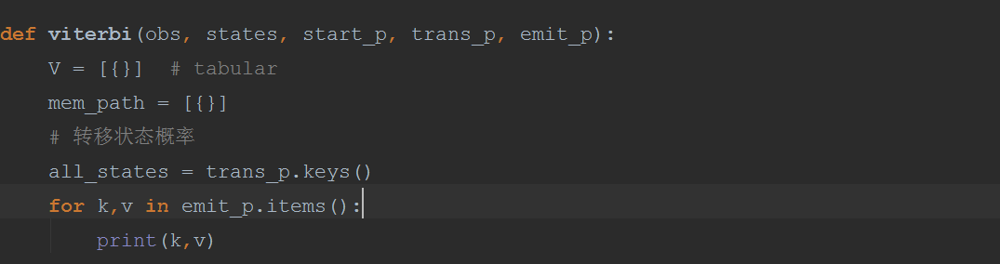 def viterbi(obs, states, start_p, trans_p, emit_p):
    V = [{}]  # tabular
    mem_path = [{}]
    # 转移状态概率
    all_states = trans_p.keys()
    for k,v in emit_p.items():
        print(k,v)